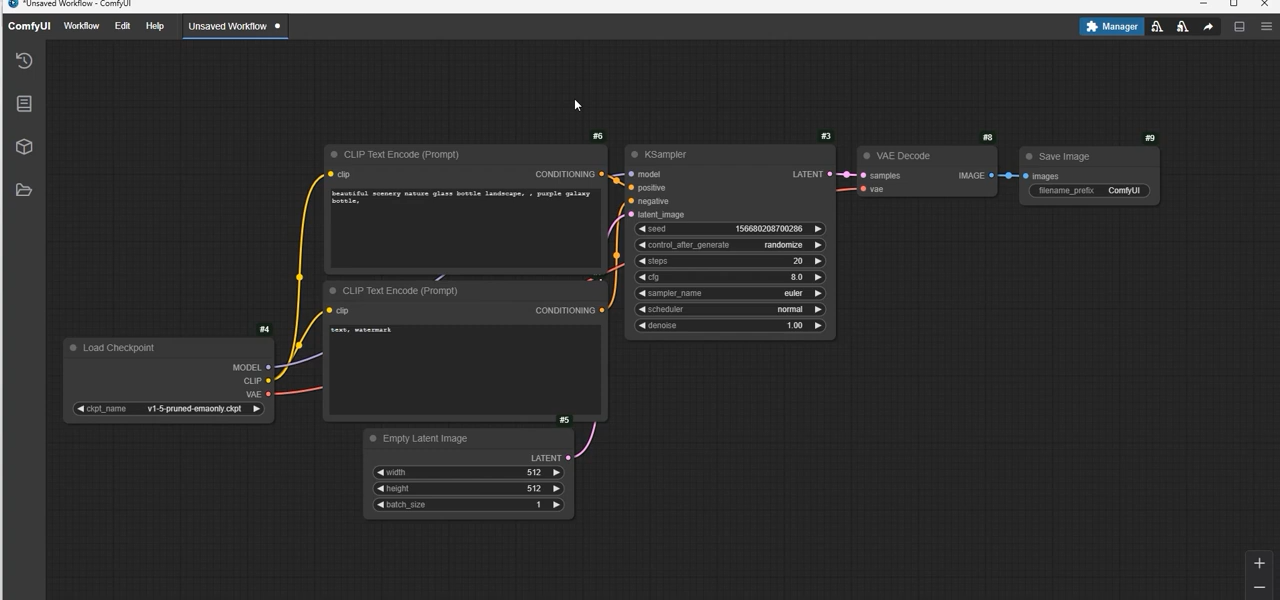 *Unsaved Workflow - ComfyUI
ComfyUI Workflow Edit Help Unsaved Workflow
Manager
#6
CLIP Text Encode (Prompt)
clip CONDITIONING
beautiful scenery nature glass bottle landscape, , purple galaxy
bottle,
CLIP Text Encode (Prompt)
clip CONDITIONING
text, watermark
#4
Load Checkpoint
MODEL
CLIP
VAE
ckpt_name v1-5-pruned-emaonly.ckpt
#5
Empty Latent Image
LATENT
width 512
height 512
batch_size 1
#3
KSampler
model LATENT
positive
negative
latent_image
seed 156680208700286
control_after_generate randomize
steps 20
cfg 8.0
sampler_name euler
scheduler normal
denoise 1.00
#8
VAE Decode
samples IMAGE
vae
#9
Save Image
images
filename_prefix ComfyUI